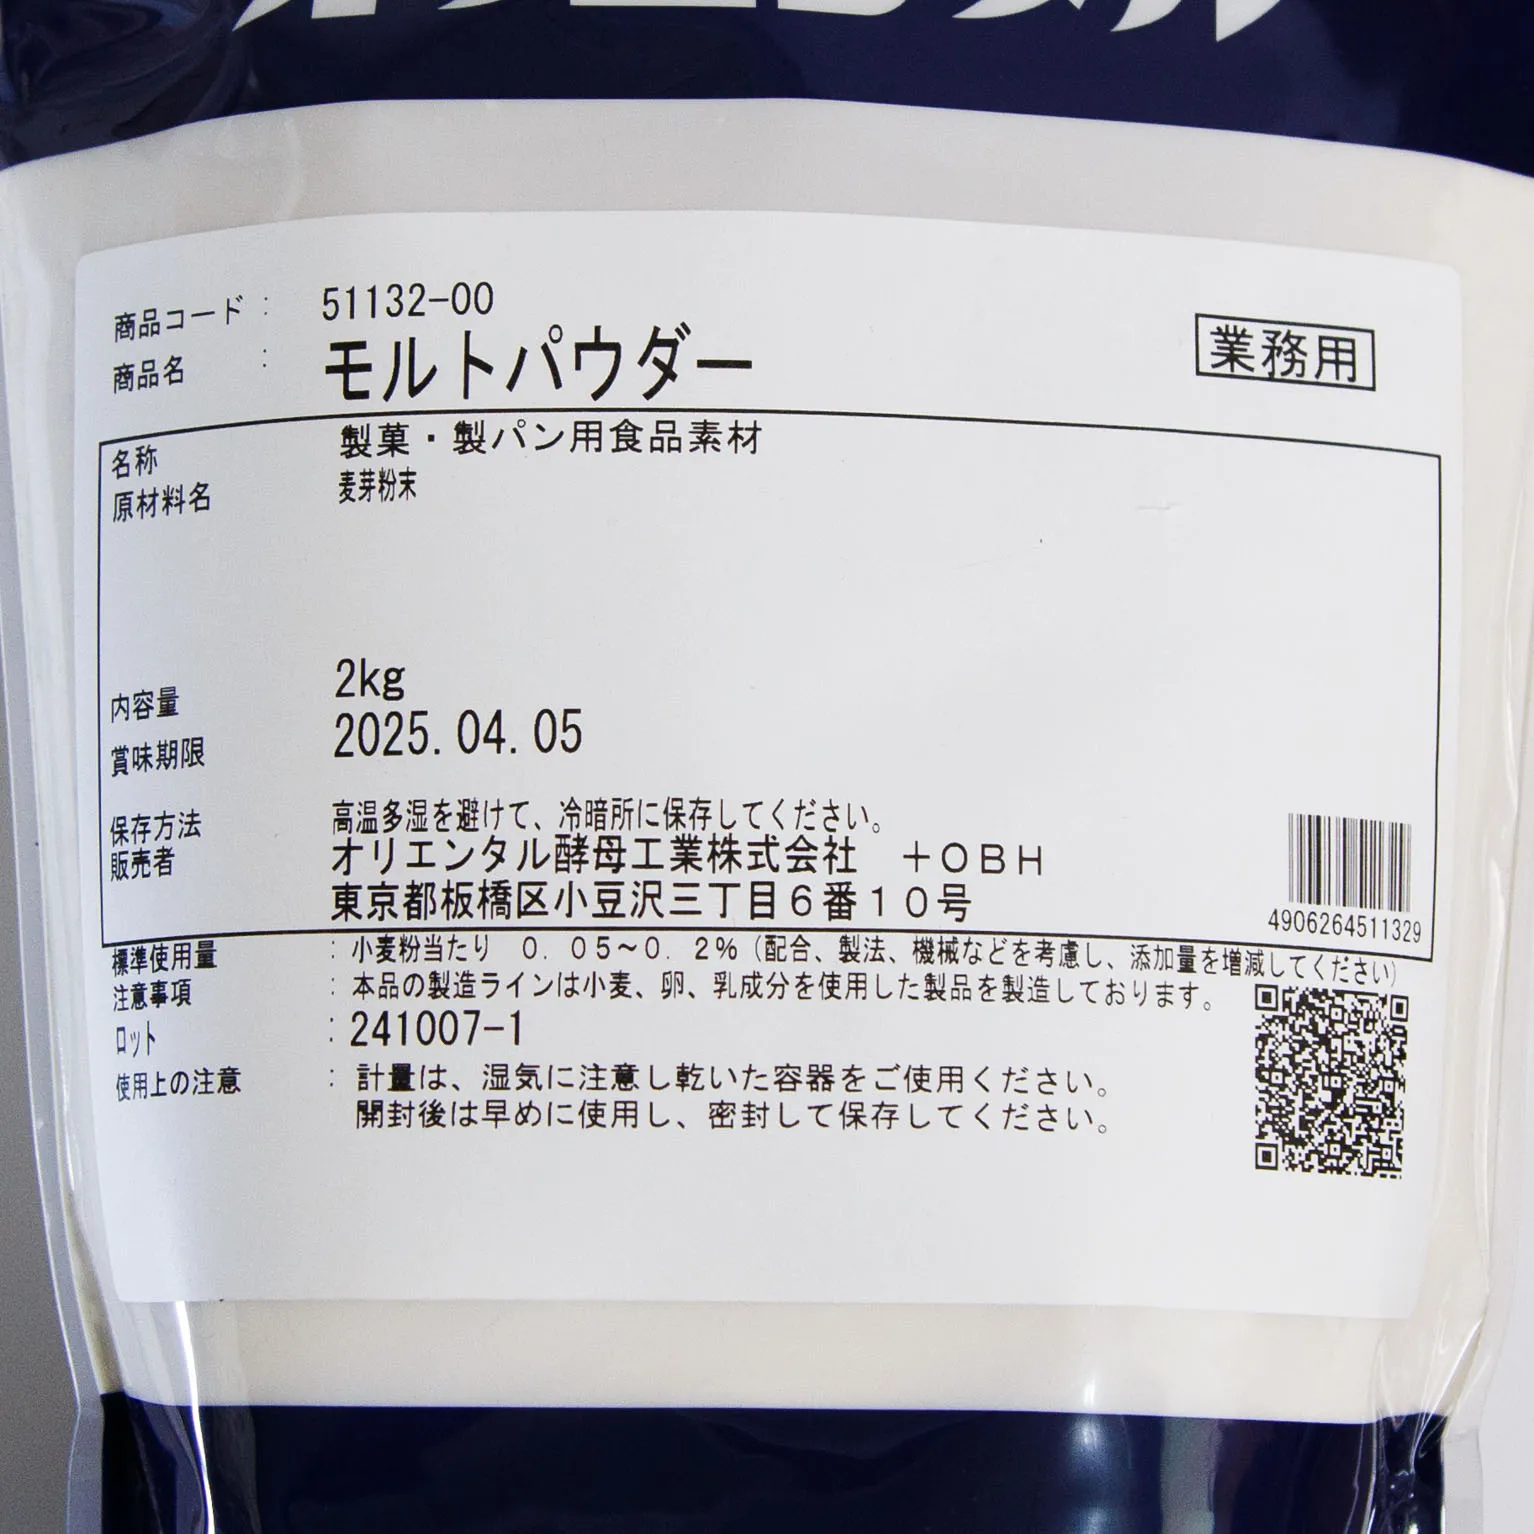 オリエンタル
商品コード : 51132-00
商品名 : モルトパウダー
業務用
名称 製菓・製パン用食品素材
原材料名 麦芽粉末
内容量 2kg
賞味期限 2025.04.05
保存方法 高温多湿を避けて、冷暗所に保存してください。
販売者 オリエンタル酵母工業株式会社 +OBH
東京都板橋区小豆沢三丁目6番10号
4906264511329
標準使用量 : 小麦粉当たり 0.05~0.2%(配合、製法、機械などを考慮し、添加量を増減してください)
注意事項 : 本品の製造ラインは小麦、卵、乳成分を使用した製品を製造しております。
ロット : 241007-1
使用上の注意 : 計量は、湿気に注意し乾いた容器をご使用ください。
開封後は早めに使用し、密封して保存してください。